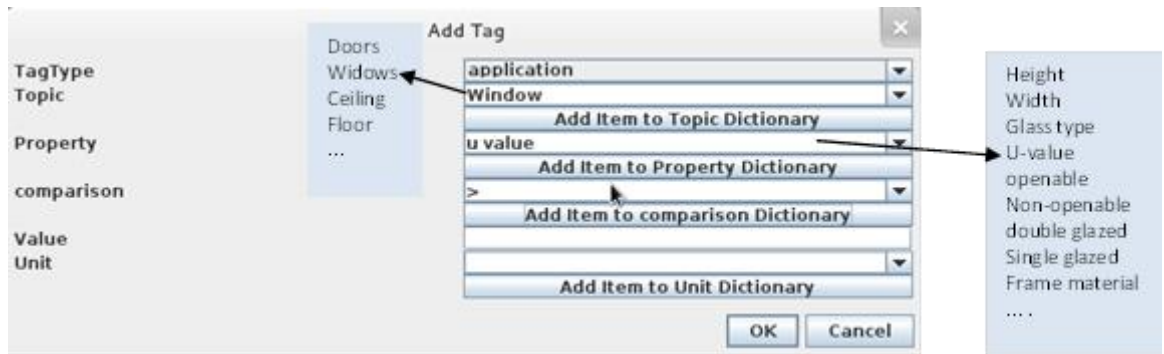 Add Tag
Doors
Widows
Ceiling
Floor
...
TagType
application
Topic
Window
Add Item to Topic Dictionary
Property
u value
Add Item to Property Dictionary
comparison
>
Add Item to comparison Dictionary
Value
Unit
Add Item to Unit Dictionary
OK
Cancel
Height
Width
Glass type
U-value
openable
Non-openable
double glazed
Single glazed
Frame material
... .